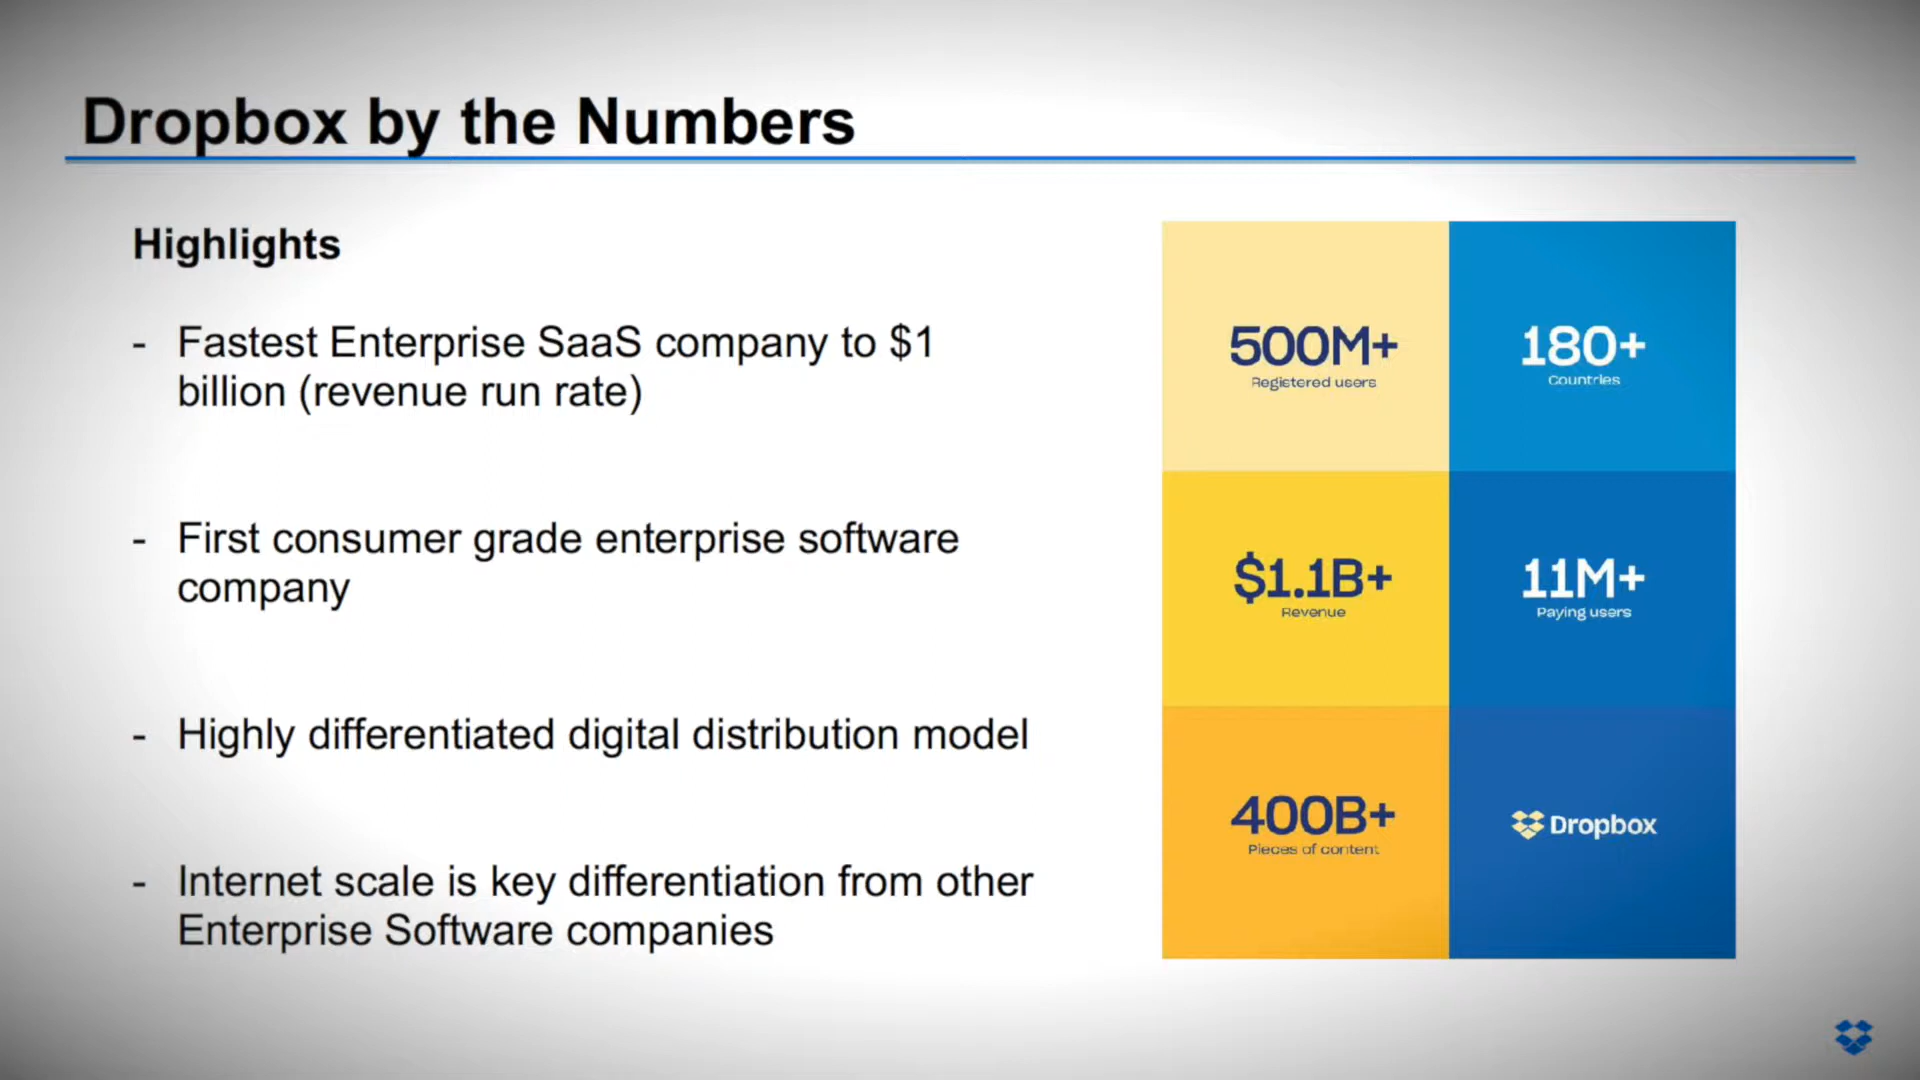 Dropbox by the Numbers
Highlights
- Fastest Enterprise SaaS company to $1
billion (revenue run rate)
- First consumer grade enterprise software
company
- Highly differentiated digital distribution model
- Internet scale is key differentiation from other
Enterprise Software companies
500M+
Registered users
180+
Countries
$1.1B+
Revenue
11M+
Paying users
400B+
Pieces of content
Dropbox